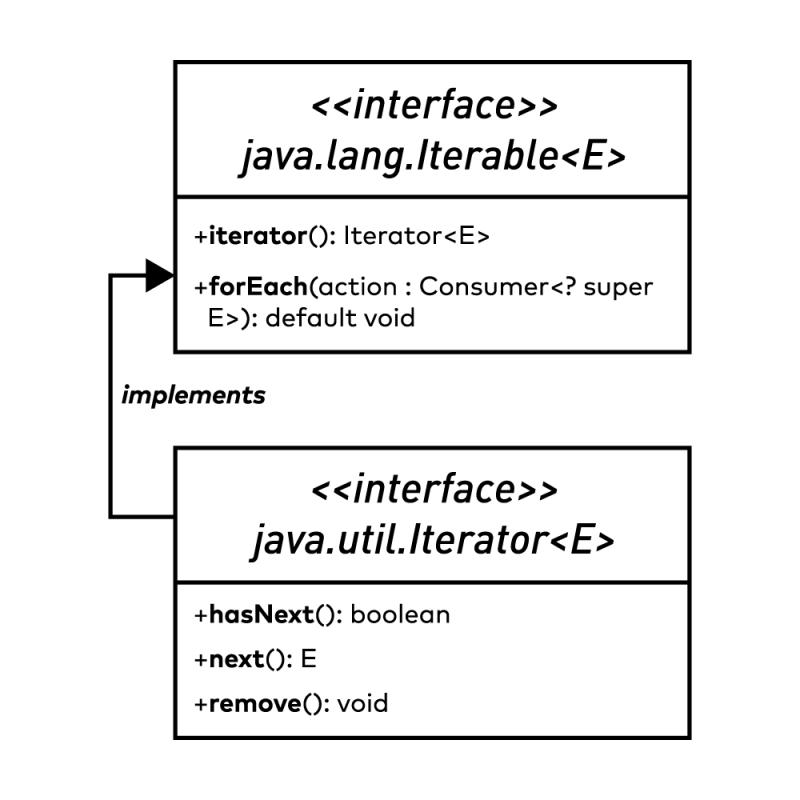 <<interface>>
java.lang.Iterable<E>
+iterator(): Iterator<E>
+forEach(action : Consumer<? super
E>): default void
implements
<<interface>>
java.util.Iterator<E>
+hasNext(): boolean
+next(): E
+remove(): void